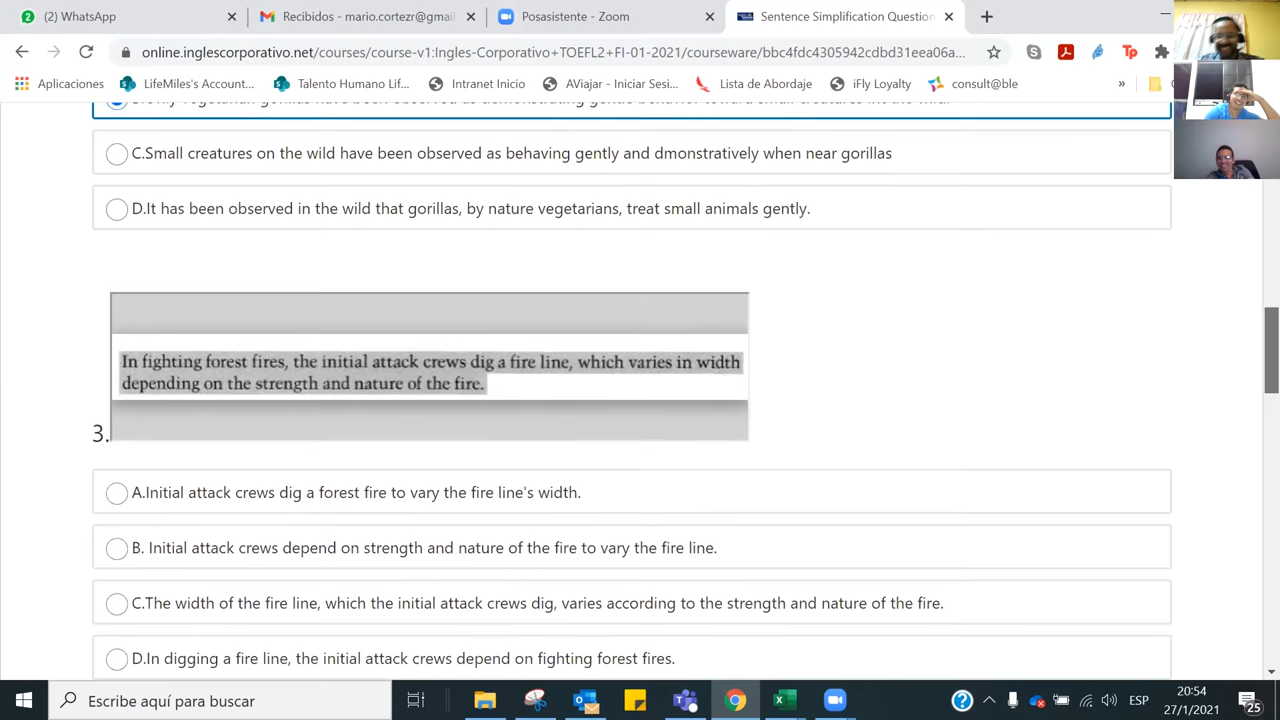 (2) WhatsApp
Recibidos - mario.cortezr@gmail
Posasistente - Zoom
Sentence Simplification Question
online.inglescorporativo.net/courses/course-v1:Ingles-Corporativo+TOEFL2+FI-01-2021/courseware/bbc4fdc4305942cdbd31eea06a...
Aplicaciones
LifeMiles's Account...
Talento Humano Lif...
Intranet Inicio
AViajar - Iniciar Sesi...
Lista de Abordaje
iFly Loyalty
consult@ble
»
C.Small creatures on the wild have been observed as behaving gently and dmonstratively when near gorillas
D.It has been observed in the wild that gorillas, by nature vegetarians, treat small animals gently.
In fighting forest fires, the initial attack crews dig a fire line, which varies in width
depending on the strength and nature of the fire.
3.
A.Initial attack crews dig a forest fire to vary the fire line's width.
B. Initial attack crews depend on strength and nature of the fire to vary the fire line.
C.The width of the fire line, which the initial attack crews dig, varies according to the strength and nature of the fire.
D.In digging a fire line, the initial attack crews depend on fighting forest fires.
Escribe aquí para buscar
ESP
20:54
27/1/2021
25